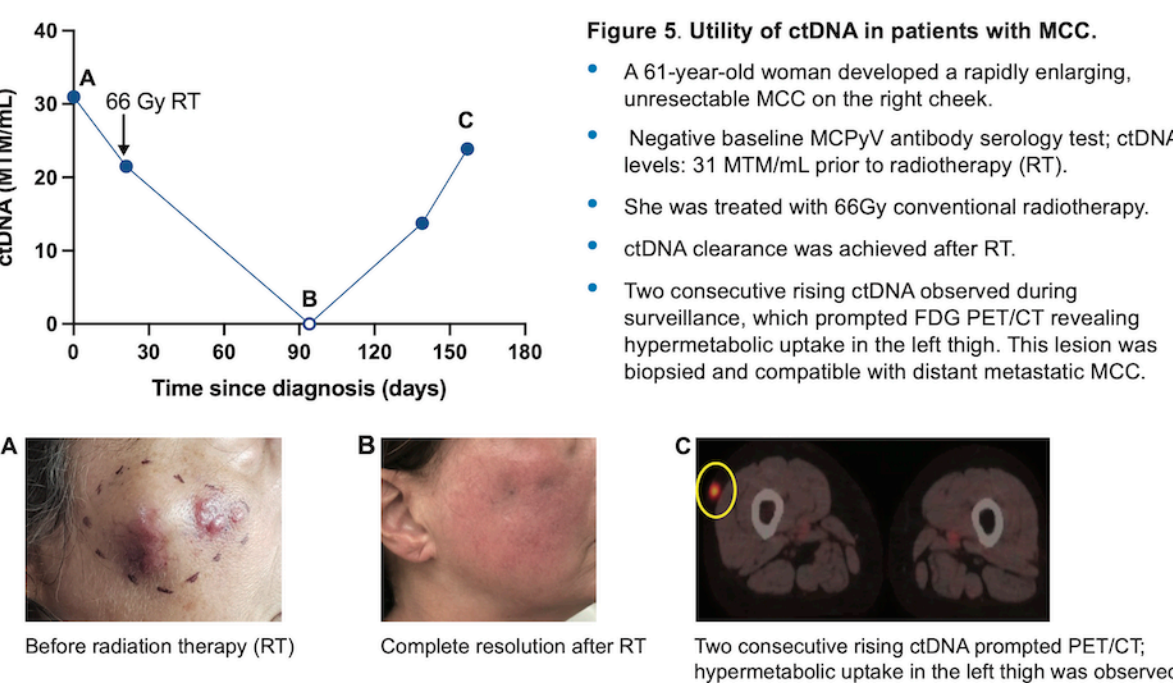 40
30
20
10
0
ctDNA (MTM/mL)
A
66 Gy RT
B
C
0 30 60 90 120 150 180
Time since diagnosis (days)
Figure 5. Utility of ctDNA in patients with MCC.
• A 61-year-old woman developed a rapidly enlarging,
unresectable MCC on the right cheek.
• Negative baseline MCPyV antibody serology test; ctDNA
levels: 31 MTM/mL prior to radiotherapy (RT).
• She was treated with 66Gy conventional radiotherapy.
• ctDNA clearance was achieved after RT.
• Two consecutive rising ctDNA observed during
surveillance, which prompted FDG PET/CT revealing
hypermetabolic uptake in the left thigh. This lesion was
biopsied and compatible with distant metastatic MCC.
A
Before radiation therapy (RT)
B
Complete resolution after RT
C
Two consecutive rising ctDNA prompted PET/CT;
hypermetabolic uptake in the left thigh was observed